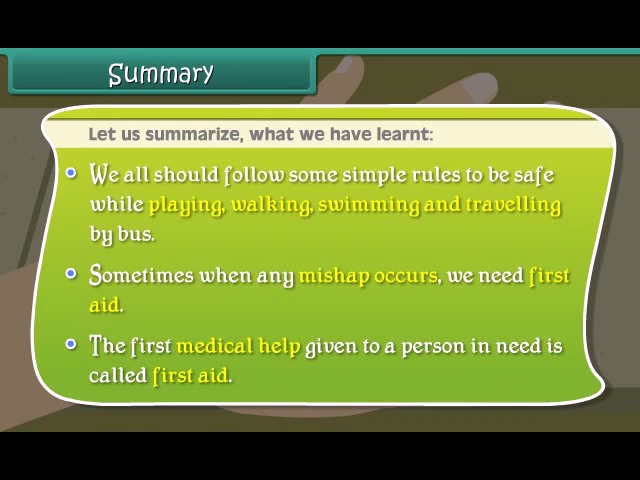 Summary
Let us summarize, what we have learnt:
We all should follow some simple rules to be safe
while playing, walking, swimming and travelling
by bus.
Sometimes when any mishap occurs, we need first
aid.
The first medical help given to a person in need is
called first aid.